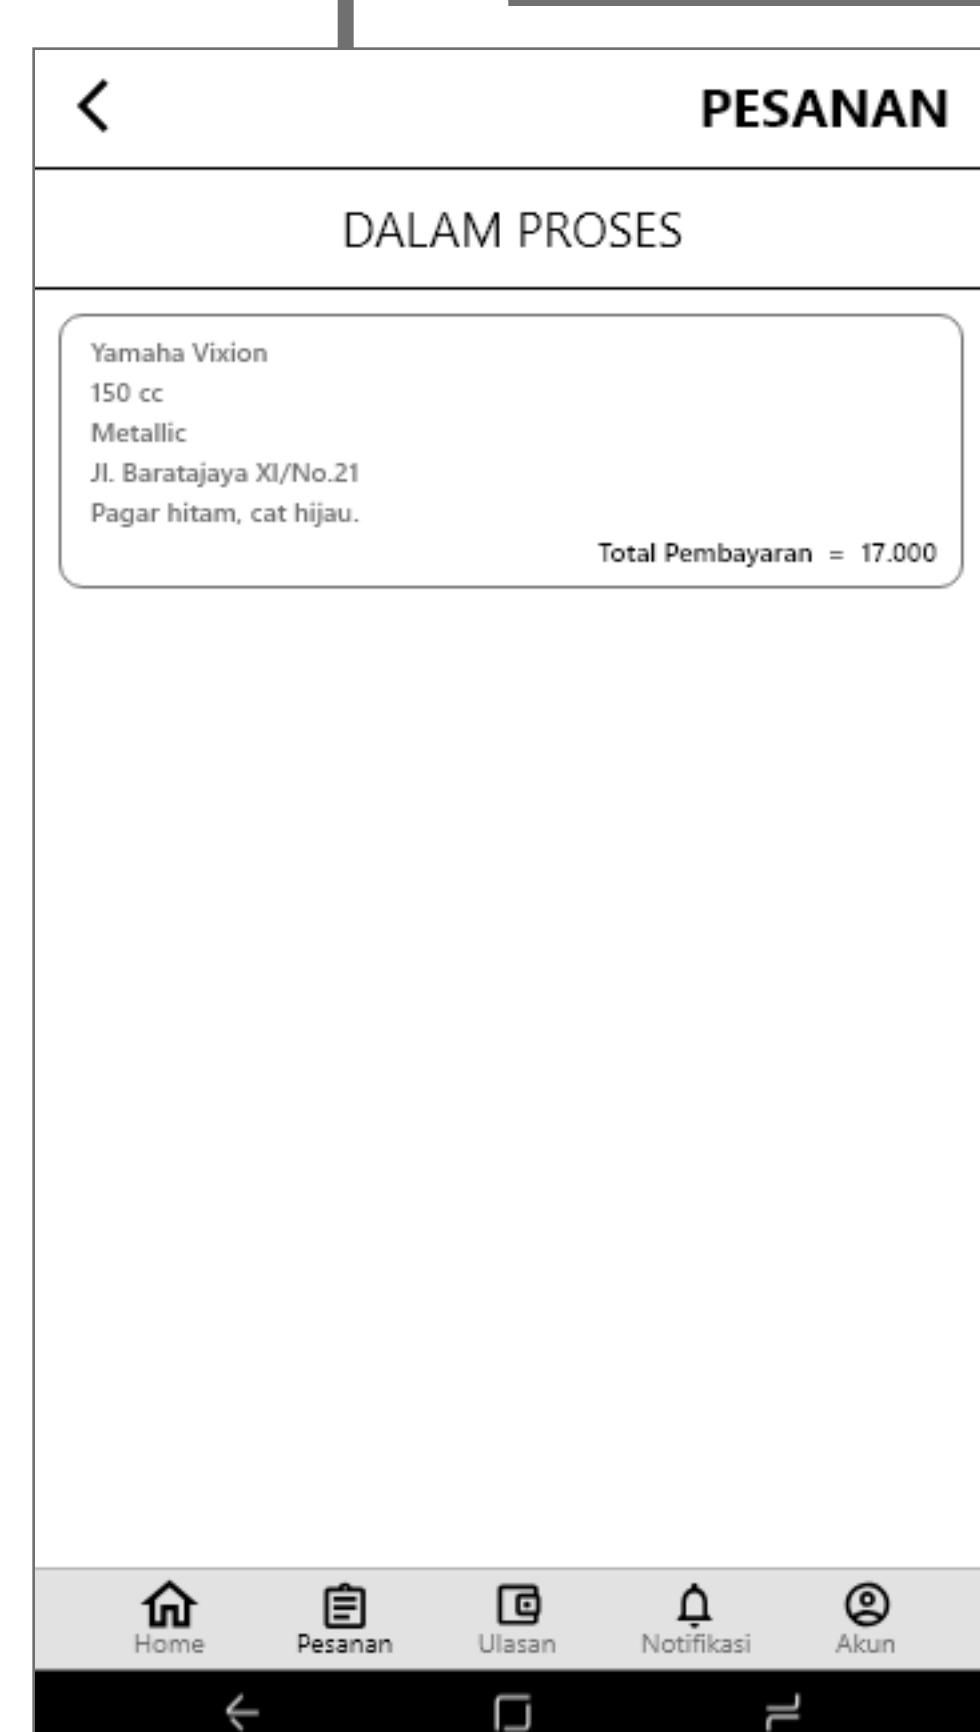 PESANAN
DALAM PROSES
Yamaha Vixion
150 cc
Metallic
Jl. Baratajaya XI/No.21
Pagar hitam, cat hijau.
Total Pembayaran = 17.000
Home Pesanan Ulasan Notifikasi Akun